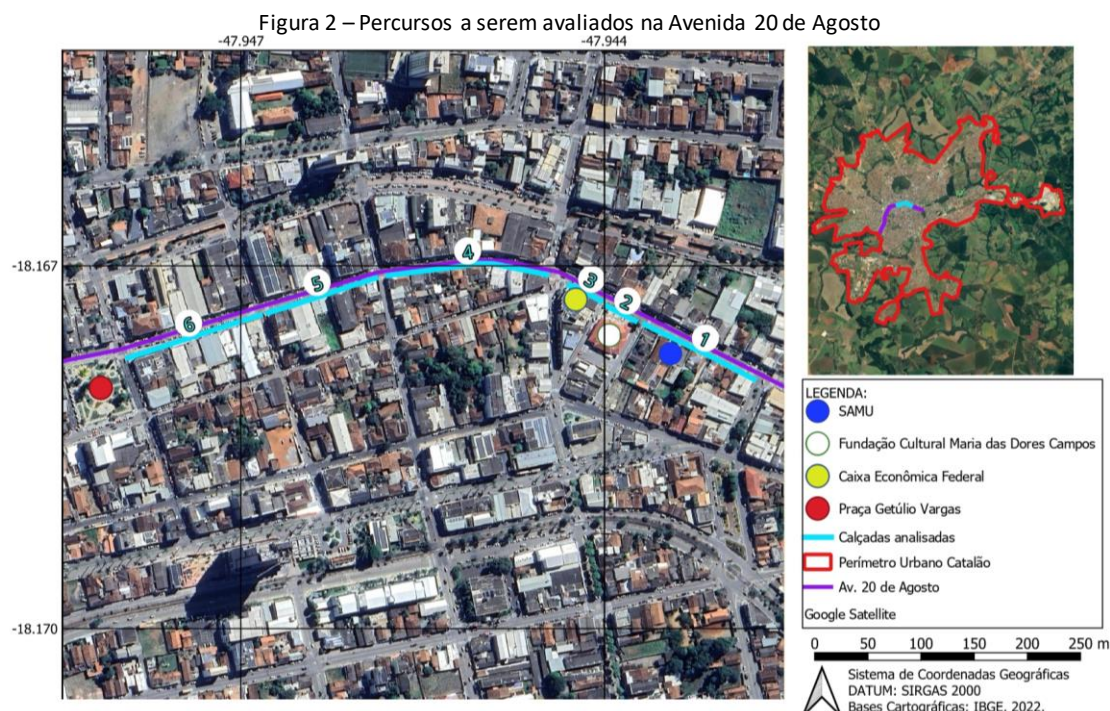 Figura 2 – Percursos a serem avaliados na Avenida 20 de Agosto
-47.947
-47.944
-18.167
-18.170
6
5
4
3
2
1
LEGENDA:
SAMU
Fundação Cultural Maria das Dores Campos
Caixa Econômica Federal
Praça Getúlio Vargas
Calçadas analisadas
Perímetro Urbano Catalão
Av. 20 de Agosto
Google Satellite
0 50 100 150 200 250 m
Sistema de Coordenadas Geográficas
DATUM: SIRGAS 2000
Bases Cartográficas: IBGE, 2022.